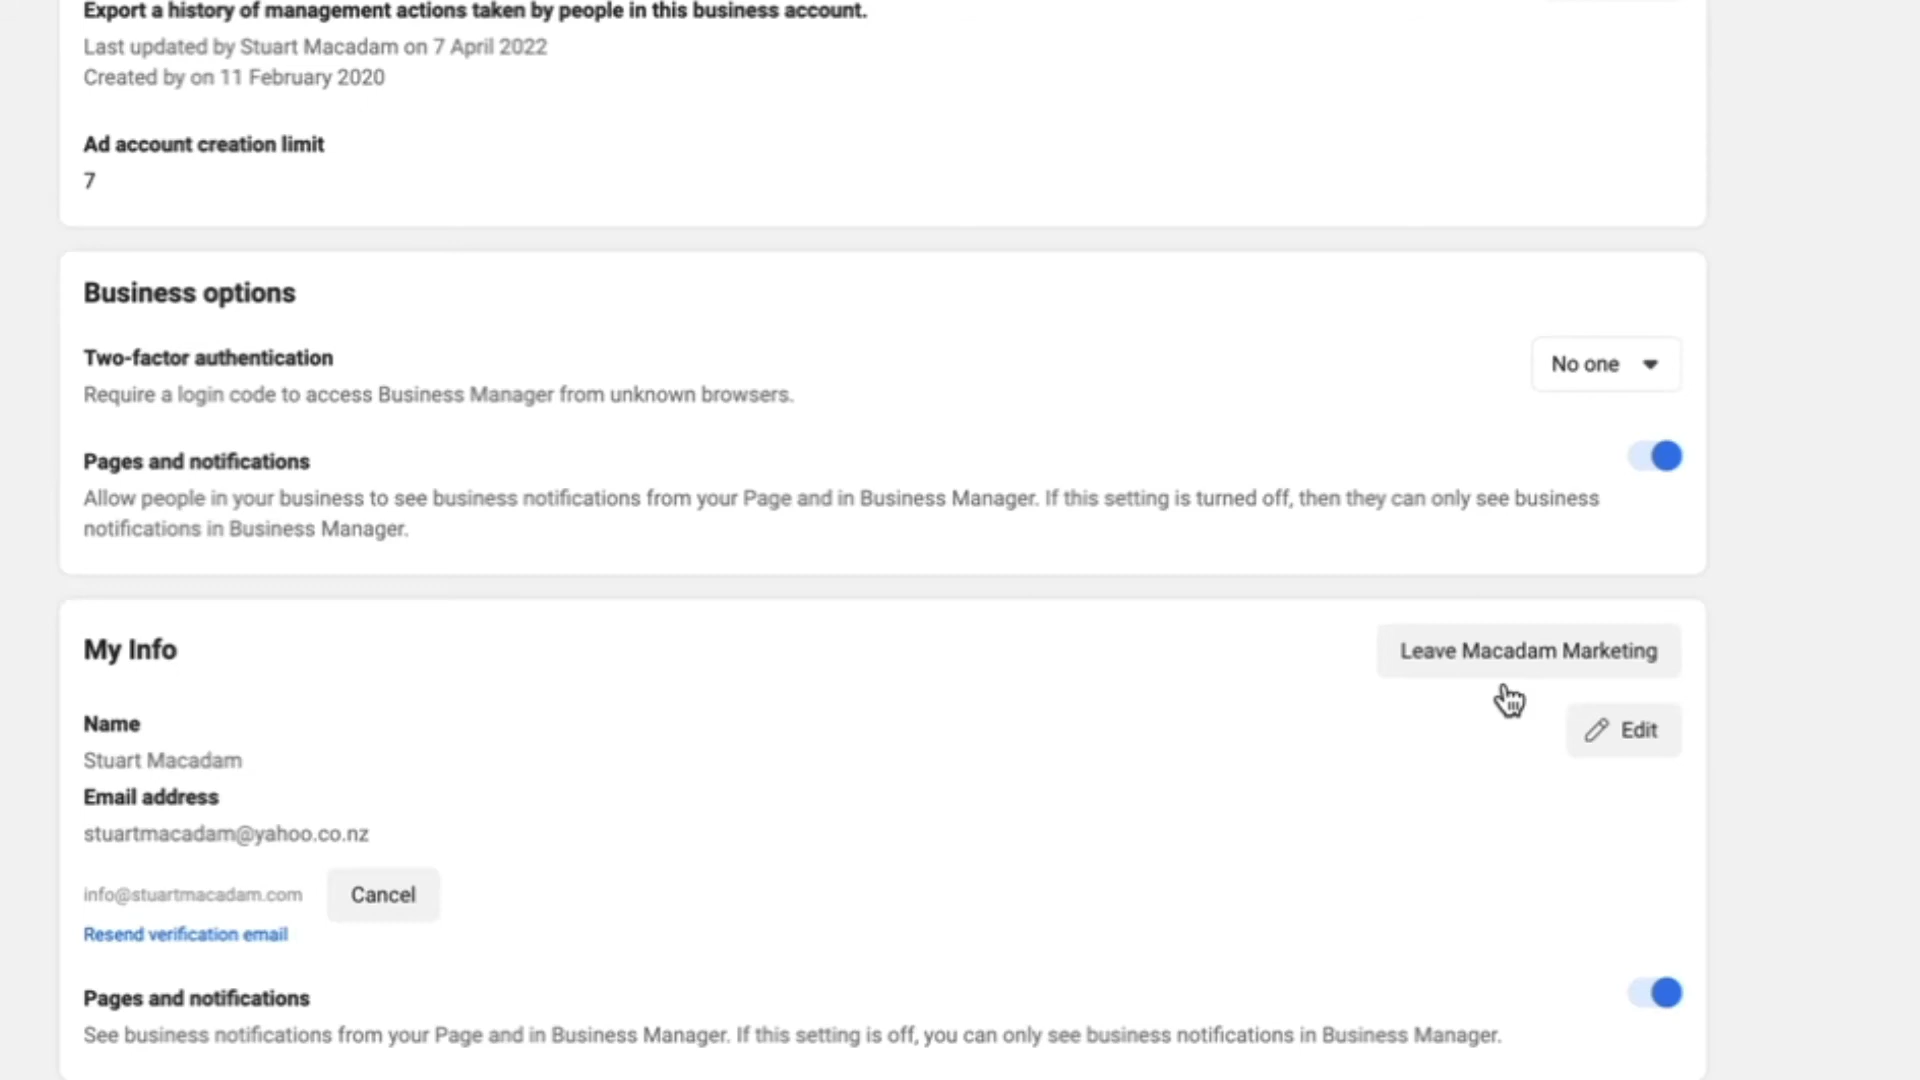 Export a history of management actions taken by people in this business account.
Last updated by Stuart Macadam on 7 April 2022
Created by on 11 February 2020
Ad account creation limit
7
Business options
Two-factor authentication
No one
Require a login code to access Business Manager from unknown browsers.
Pages and notifications
Allow people in your business to see business notifications from your Page and in Business Manager. If this setting is turned off, then they can only see business
notifications in Business Manager.
My Info
Leave Macadam Marketing
Name
Edit
Stuart Macadam
Email address
stuartmacadam@yahoo.co.nz
info@stuartmacadam.com
Cancel
Resend verification email
Pages and notifications
See business notifications from your Page and in Business Manager. If this setting is off, you can only see business notifications in Business Manager.